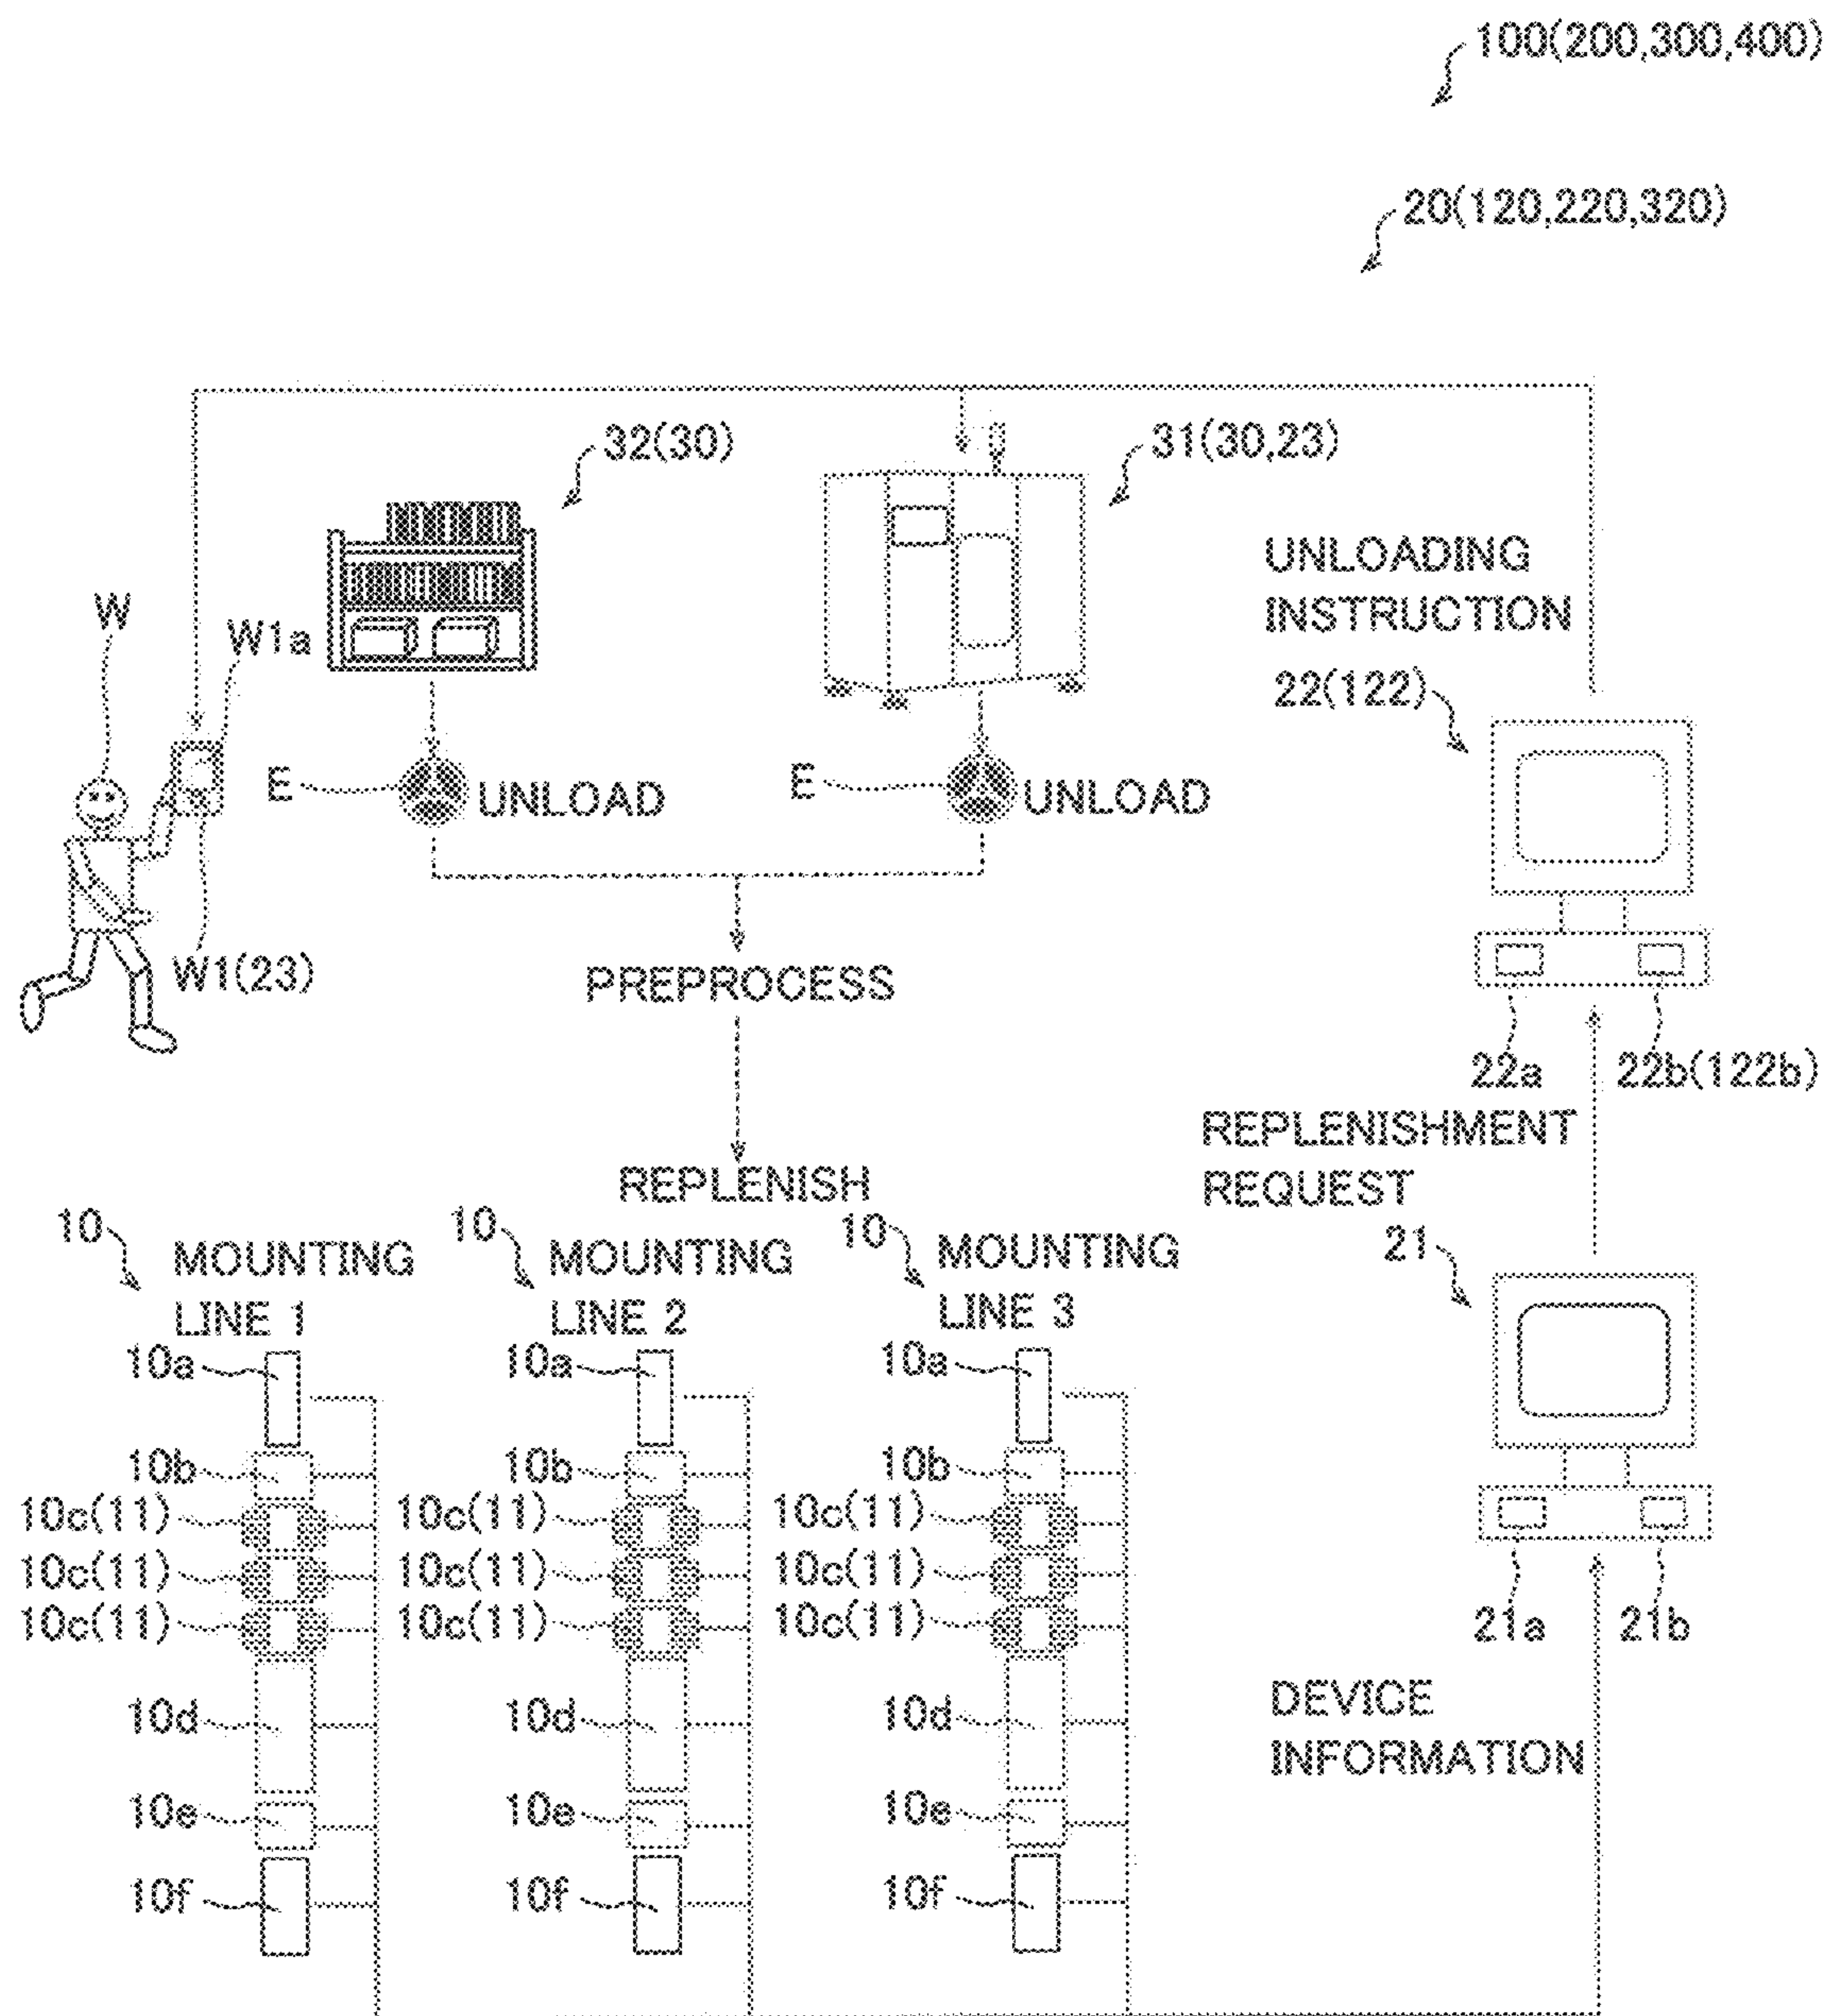 100(200,300,400)
20(120,220,320)
32(30)
31(30,23)
UNLOADING
INSTRUCTION
22(122)
W
W1a
E
UNLOAD
E
UNLOAD
W1(23)
PREPROCESS
22a
22b(122b)
REPLENISHMENT
REQUEST
REPLENISH
21
10
MOUNTING
LINE 1
10
MOUNTING
LINE 2
10
MOUNTING
LINE 3
10a
10a
10a
10b
10b
10b
10c(11)
10c(11)
10c(11)
10c(11)
10c(11)
10c(11)
10c(11)
10c(11)
10c(11)
21a
21b
10d
10d
10d
DEVICE
INFORMATION
10e
10e
10e
10f
10f
10f